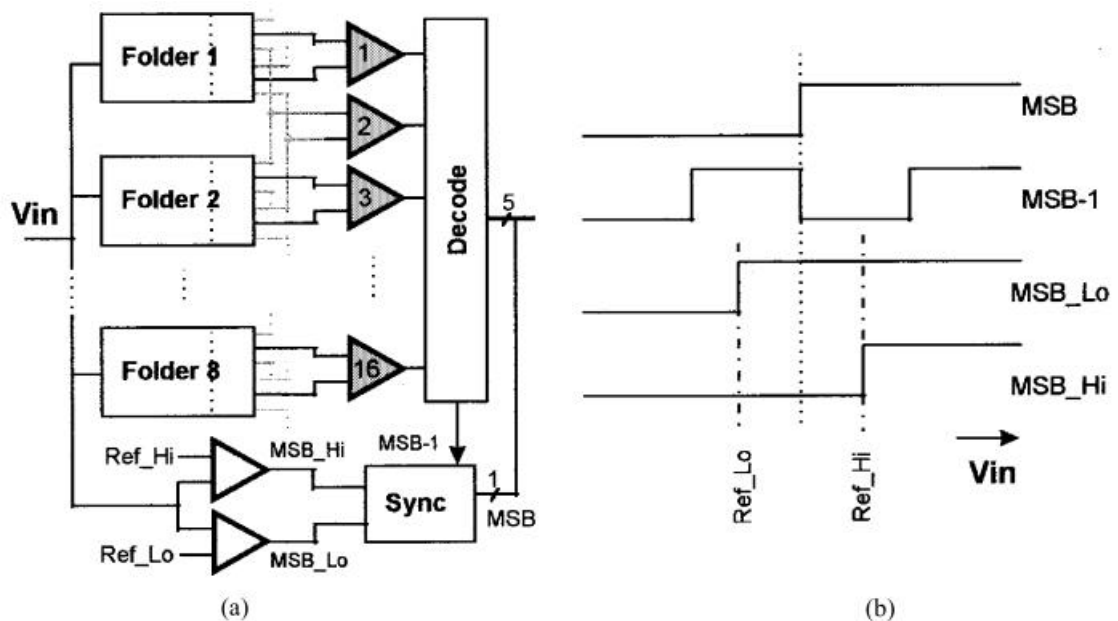 Folder 1
1
2
Folder 2
3
Vin
Decode
5
Folder 8
16
Ref_Hi
MSB_Hi
MSB-1
Sync
1
MSB
Ref_Lo
MSB_Lo
(a)
MSB
MSB-1
MSB_Lo
MSB_Hi
Ref_Lo
Ref_Hi
Vin
(b)